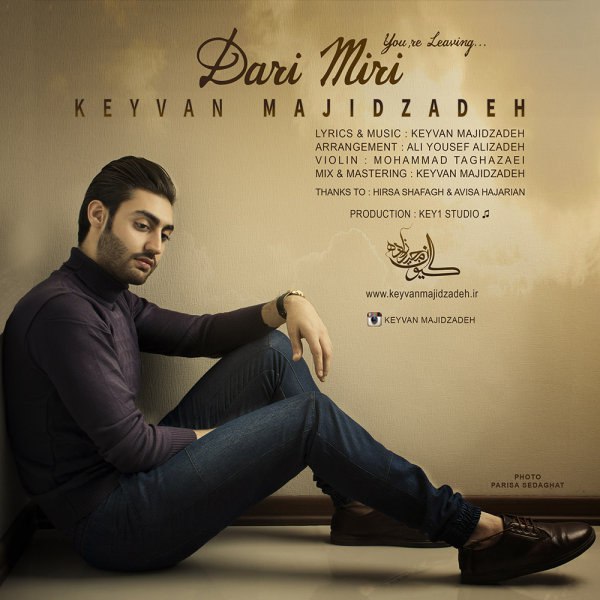 You,re Leaving...
Dari Miri
KEYVAN MAJIDZADEH
LYRICS & MUSIC : KEYVAN MAJIDZADEH
ARRANGEMENT : ALI YOUSEF ALIZADEH
VIOLIN : MOHAMMAD TAGHAZAEI
MIX & MASTERING : KEYVAN MAJIDZADEH
THANKS TO : HIRSA SHAFAGH & AVISA HAJARIAN
PRODUCTION : KEY1 STUDIO ♫
کیوان مجیدزاده
www.keyvanmajidzadeh.ir
KEYVAN MAJIDZADEH
PHOTO
PARISA SEDAGHAT